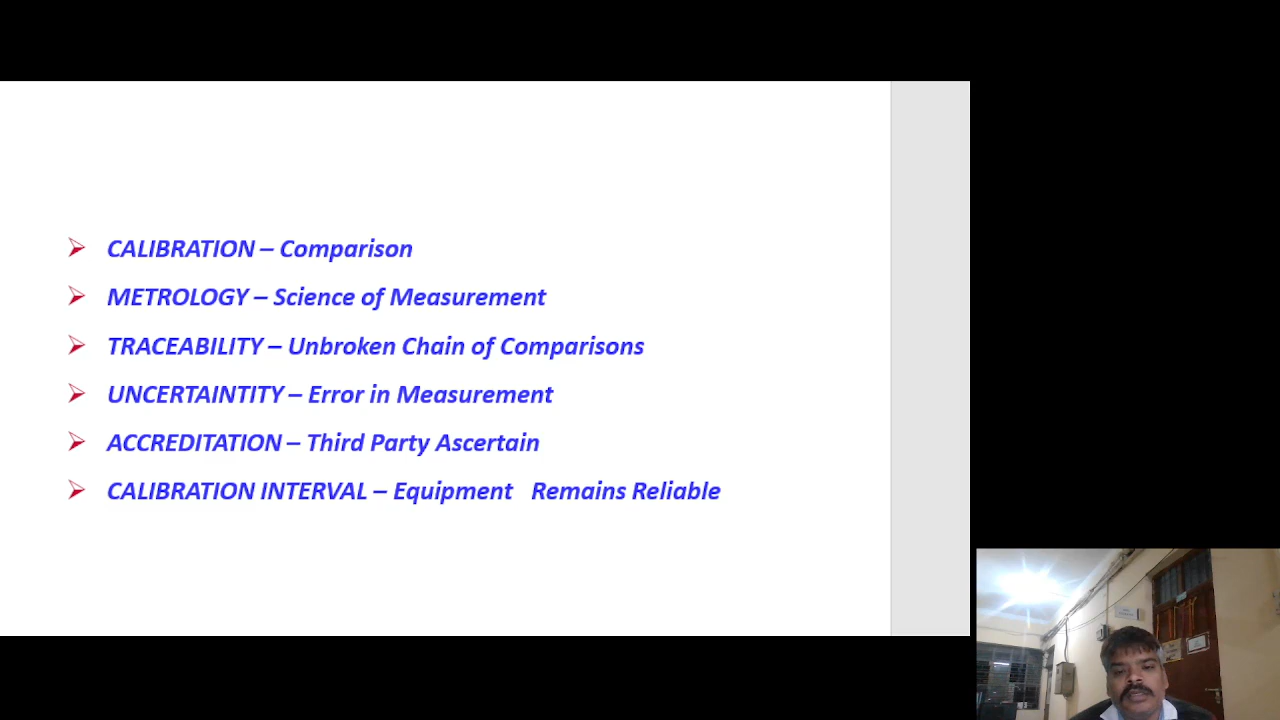 CALIBRATION – Comparison
METROLOGY – Science of Measurement
TRACEABILITY – Unbroken Chain of Comparisons
UNCERTAINTITY – Error in Measurement
ACCREDITATION – Third Party Ascertain
CALIBRATION INTERVAL – Equipment Remains Reliable